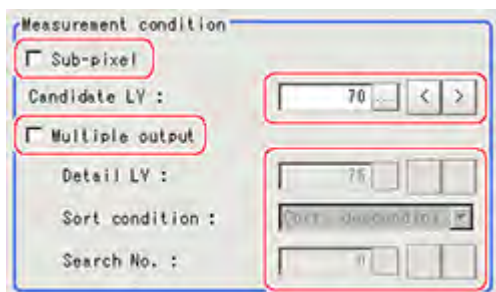 Measurement condition
Sub-pixel
Candidate LV : 70 ... < >
Multiple output
Detail LV : 75
Sort condition :
Search No. : 0